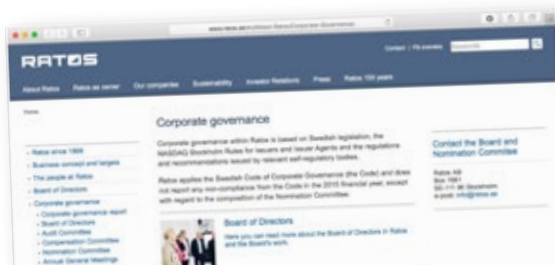 RATOS
Contact | FB
About Ratos Ratos as owner Our companies Sustainability Investor Relations Press Ratos 150 years
Home
Corporate governance
Corporate governance within Ratos is based on Swedish legislation, the
NASDAQ Stockholm Rules for Issuers and Issuer Agents and the regulations
and recommendations issued by relevant self-regulatory bodies.
Ratos applies the Swedish Code of Corporate Governance (the Code) and does
not report any non-compliance from the Code in the 2015 financial year, except
with regard to the composition of the Nomination Committee.
Board of Directors
Here you can read more about the Board of Directors in Ratos
and the Board's work.
Ratos since 1866
Business concept and targets
The people at Ratos
Board of Directors
Corporate governance
Corporate governance report
Board of Directors
Audit Committee
Compensation Committee
Nomination Committee
Annual General Meetings
Contact the Board and
Nomination Committee
Ratos AB
Box 1661
SE-111 96 Stockholm
e-post: info@ratos.se